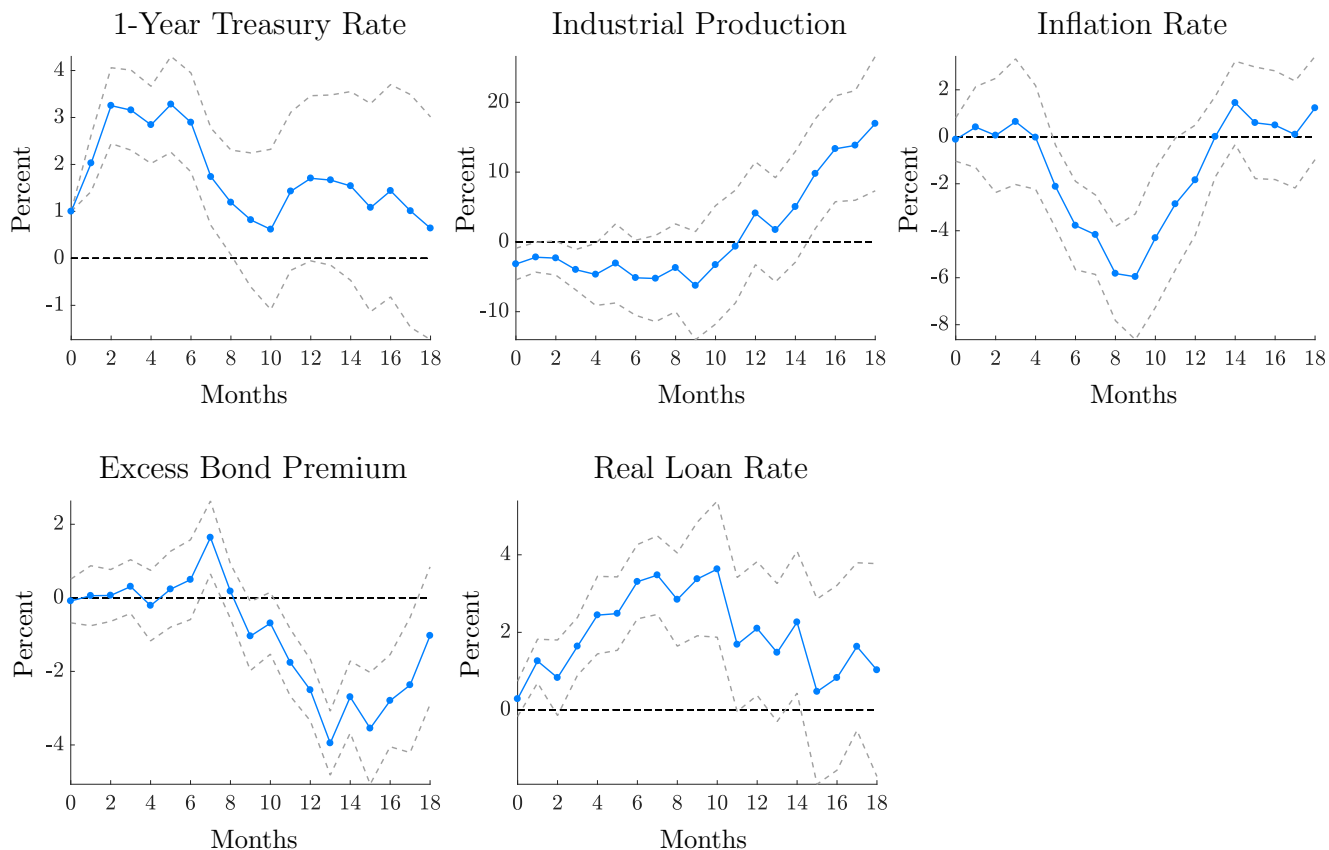 1-Year Treasury Rate
Percent
4
3
2
1
0
-1
0 2 4 6 8 10 12 14 16 18
Months
Industrial Production
Percent
20
10
0
-10
0 2 4 6 8 10 12 14 16 18
Months
Inflation Rate
Percent
2
0
-2
-4
-6
-8
0 2 4 6 8 10 12 14 16 18
Months
Excess Bond Premium
Percent
2
0
-2
-4
0 2 4 6 8 10 12 14 16 18
Months
Real Loan Rate
Percent
4
2
0
0 2 4 6 8 10 12 14 16 18
Months